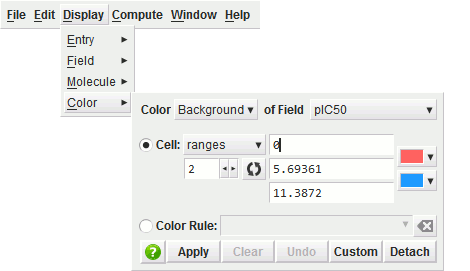 File Edit Display Compute Window Help
Entry
Field
Molecule
Color
Color Background of Field pIC50
Cell: ranges 0
2 5.69361
11.3872
Color Rule:
? Apply Clear Undo Custom Detach